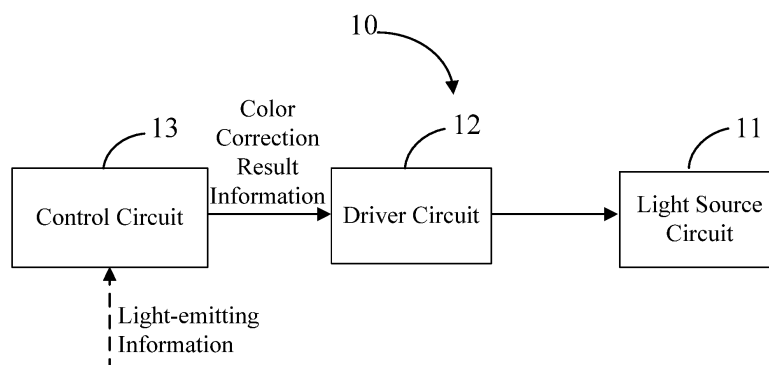 10
Color
Correction
Result
Information
13
12
11
Control Circuit
Driver Circuit
Light Source
Circuit
Light-emitting
Information